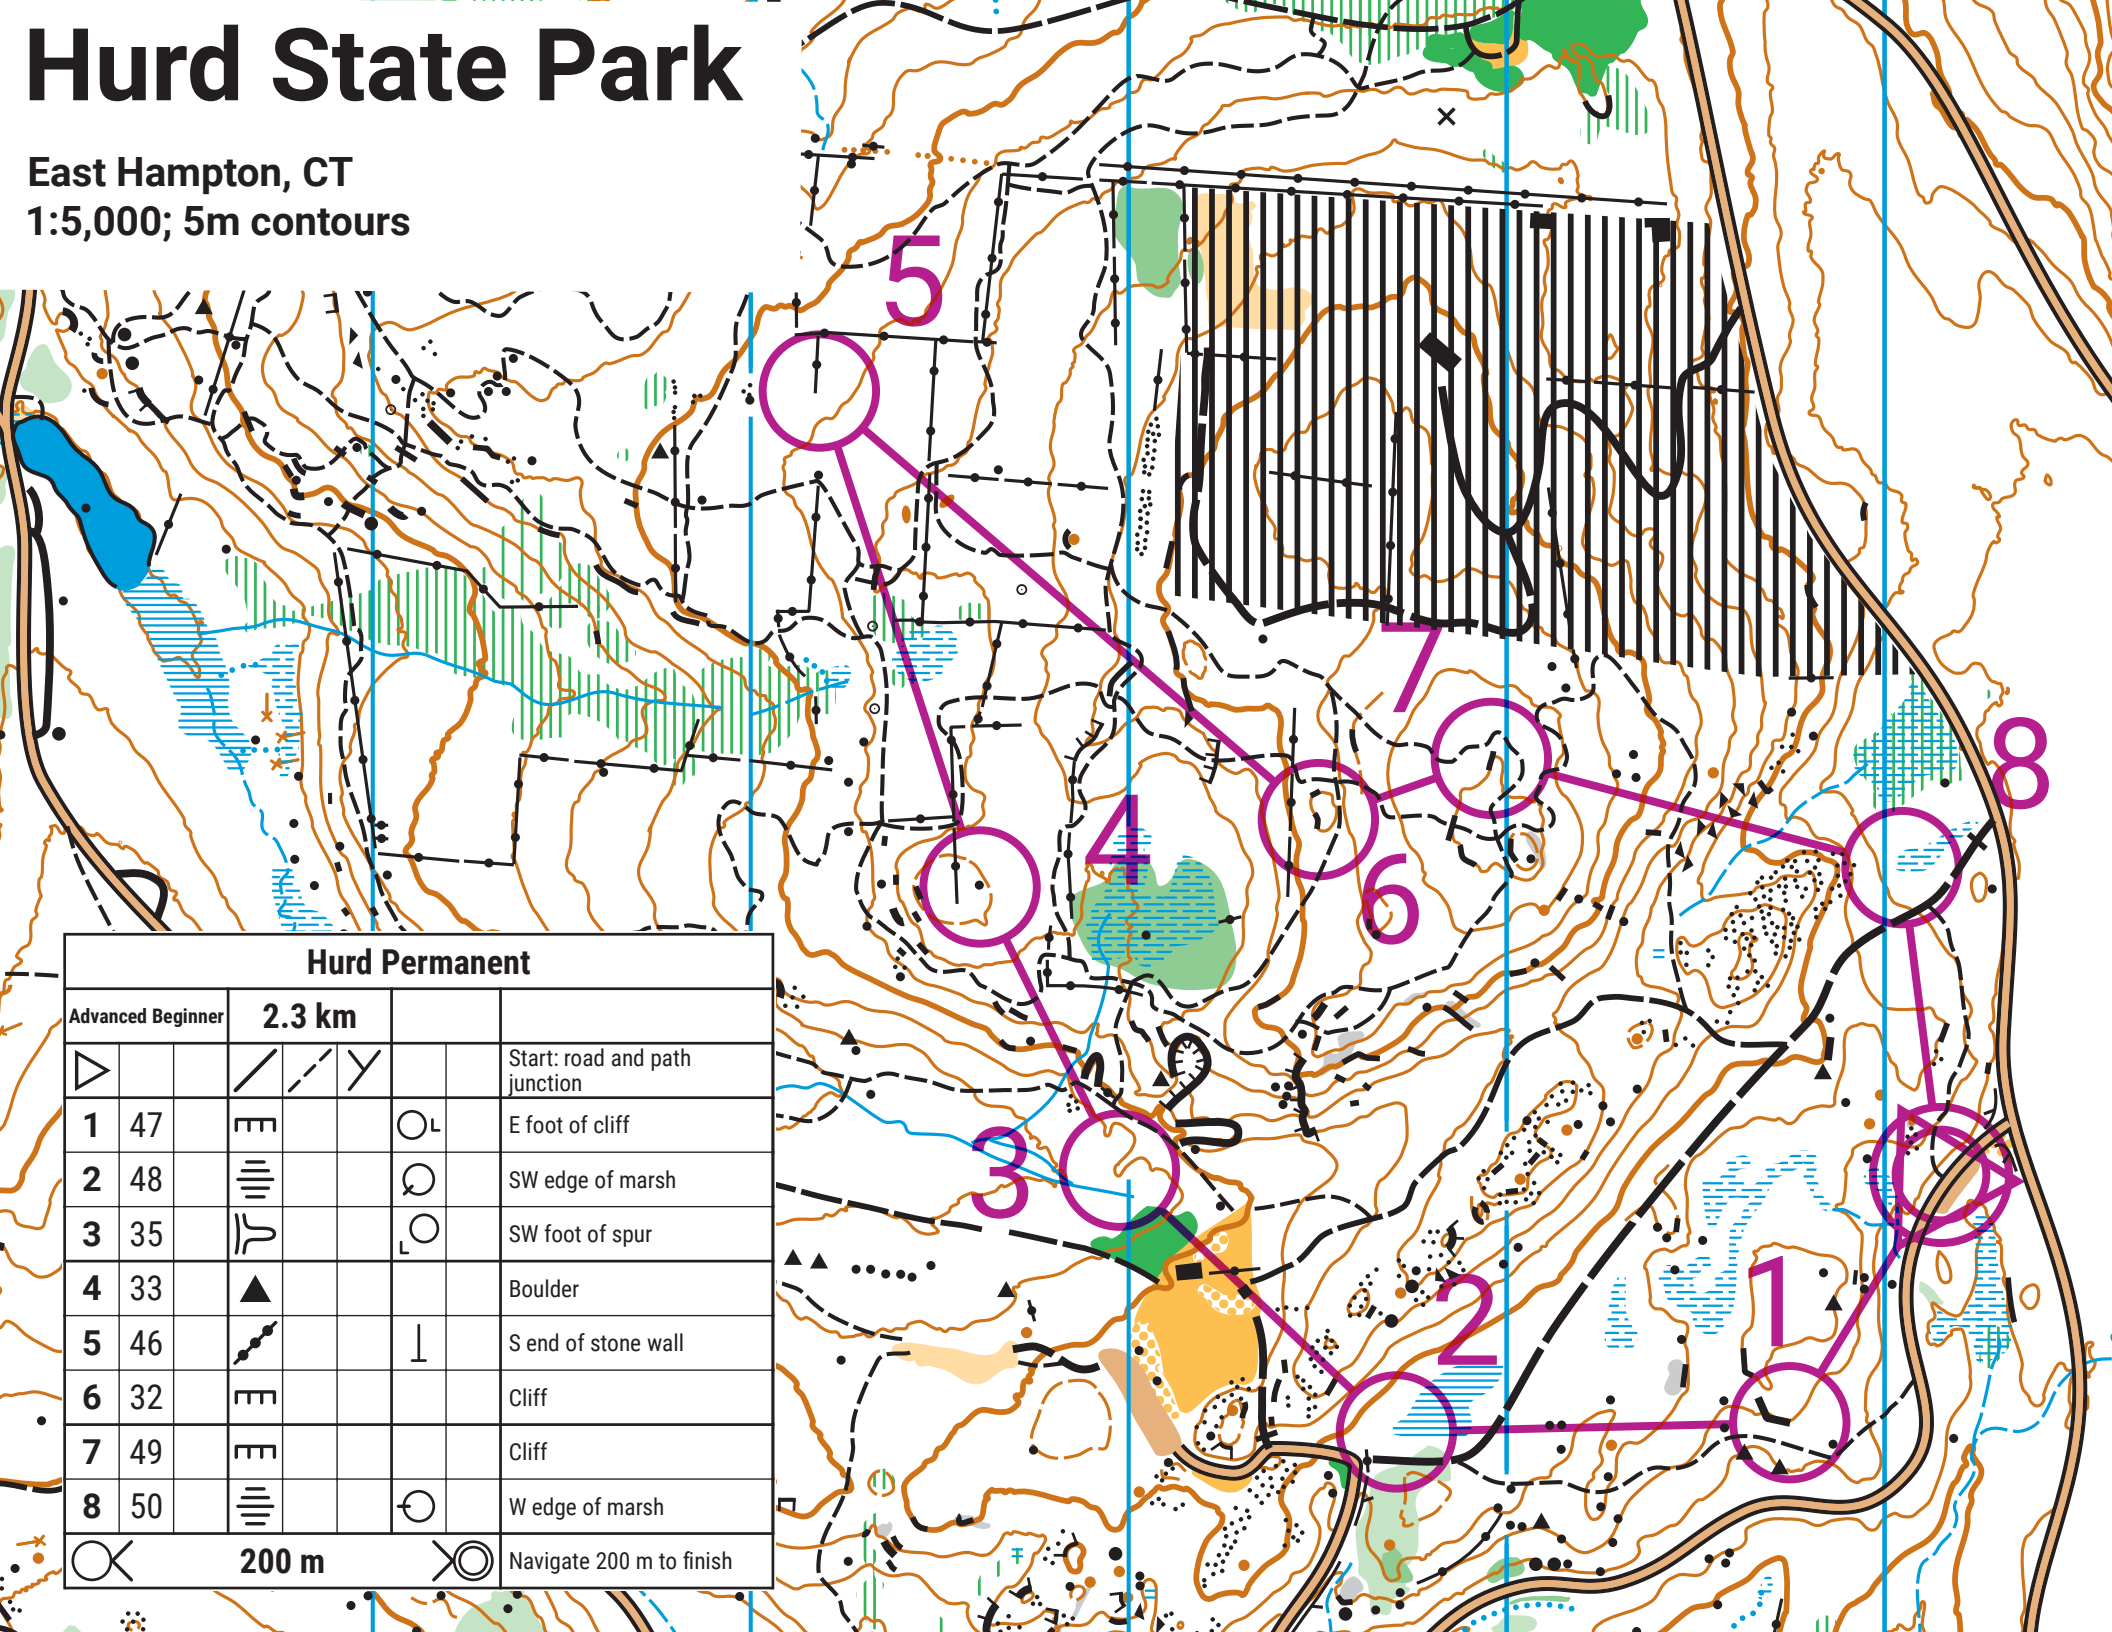 Hurd State Park
East Hampton, CT
1:5,000; 5m contours
5
7
8
4
6
3
2
1
Hurd Permanent
Advanced Beginner 2.3 km
Start: road and path
junction
1 47 E foot of cliff
2 48 SW edge of marsh
3 35 SW foot of spur
4 33 Boulder
5 46 S end of stone wall
6 32 Cliff
7 49 Cliff
8 50 W edge of marsh
200 m Navigate 200 m to finish